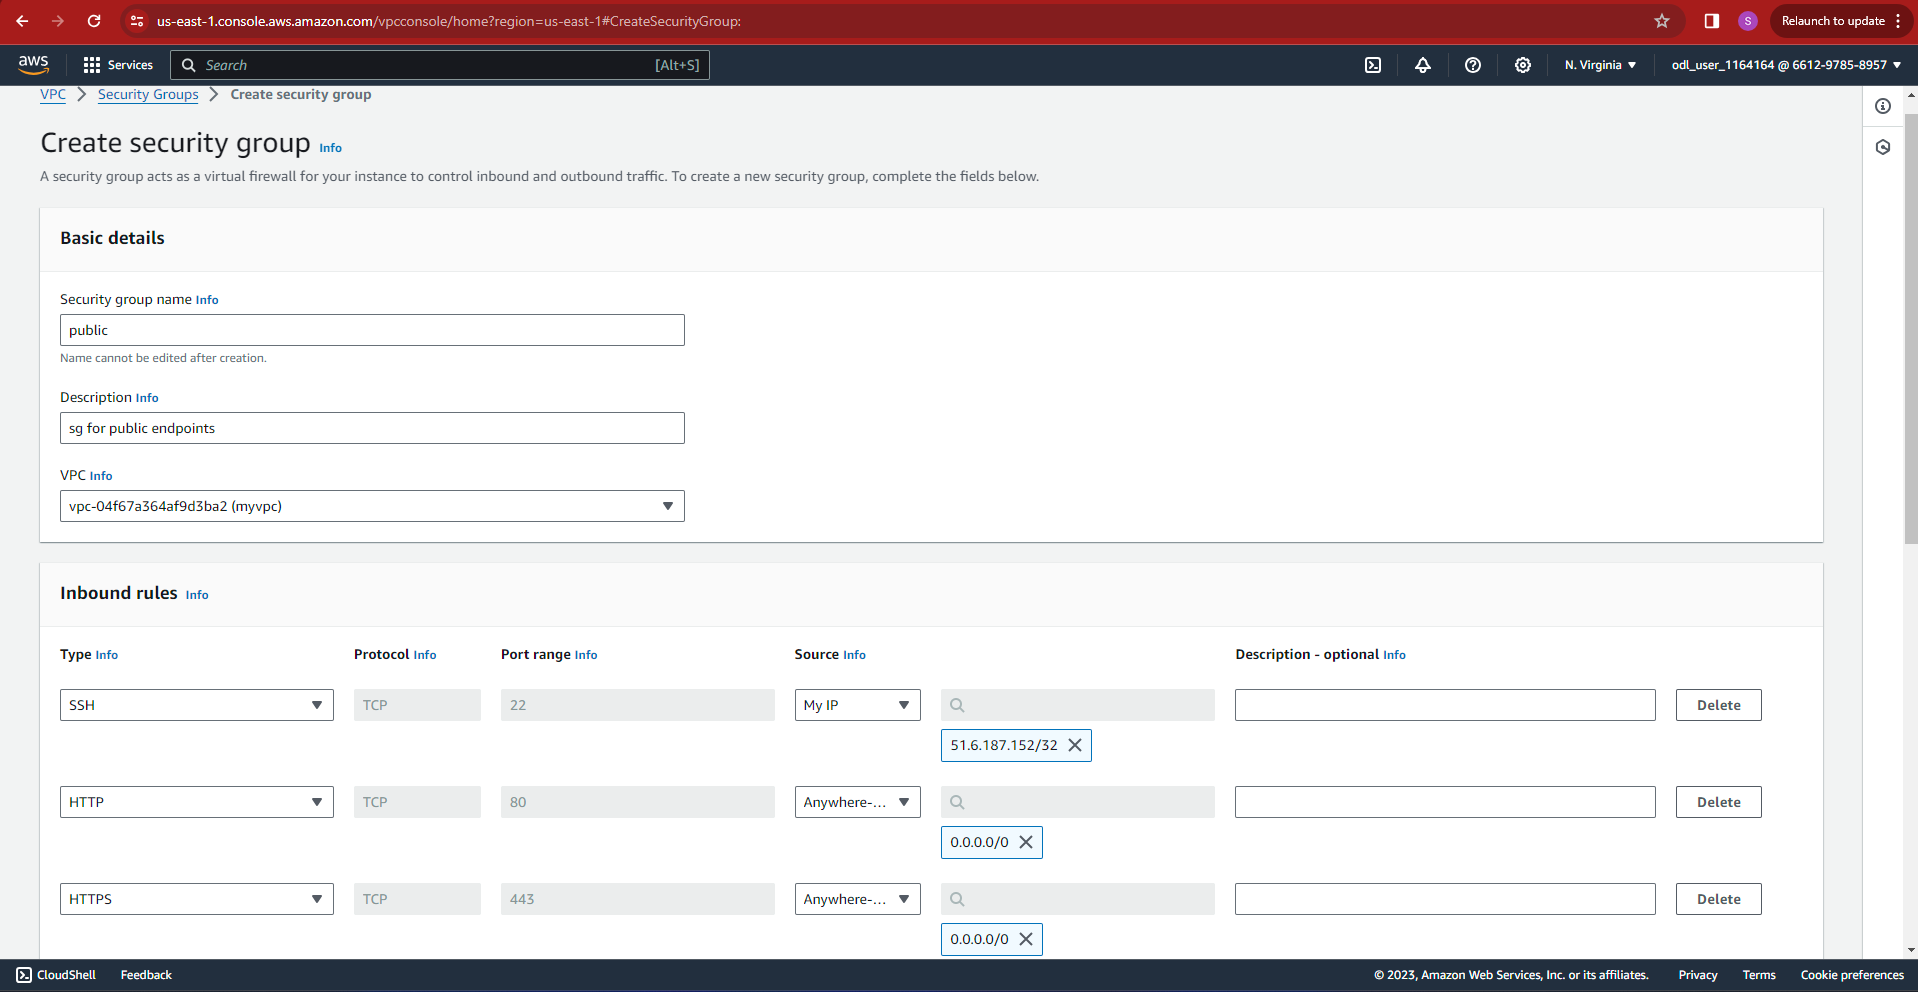 us-east-1.console.aws.amazon.com/vpcconsole/home?region=us-east-1#CreateSecurityGroup:
S
Relaunch to update
aws
Services
Search
[Alt+S]
N. Virginia
odl_user_1164164 @ 6612-9785-8957
VPC
Security Groups
Create security group
Create security group Info
A security group acts as a virtual firewall for your instance to control inbound and outbound traffic. To create a new security group, complete the fields below.
Basic details
Security group name Info
public
Name cannot be edited after creation.
Description Info
sg for public endpoints
VPC Info
vpc-04f67a364af9d3ba2 (myvpc)
Inbound rules Info
Type Info
Protocol Info
Port range Info
Source Info
Description - optional Info
SSH
TCP
22
My IP
Delete
51.6.187.152/32
HTTP
TCP
80
Anywhere-...
Delete
0.0.0.0/0
HTTPS
TCP
443
Anywhere-...
Delete
0.0.0.0/0
CloudShell
Feedback
© 2023, Amazon Web Services, Inc. or its affiliates.
Privacy
Terms
Cookie preferences